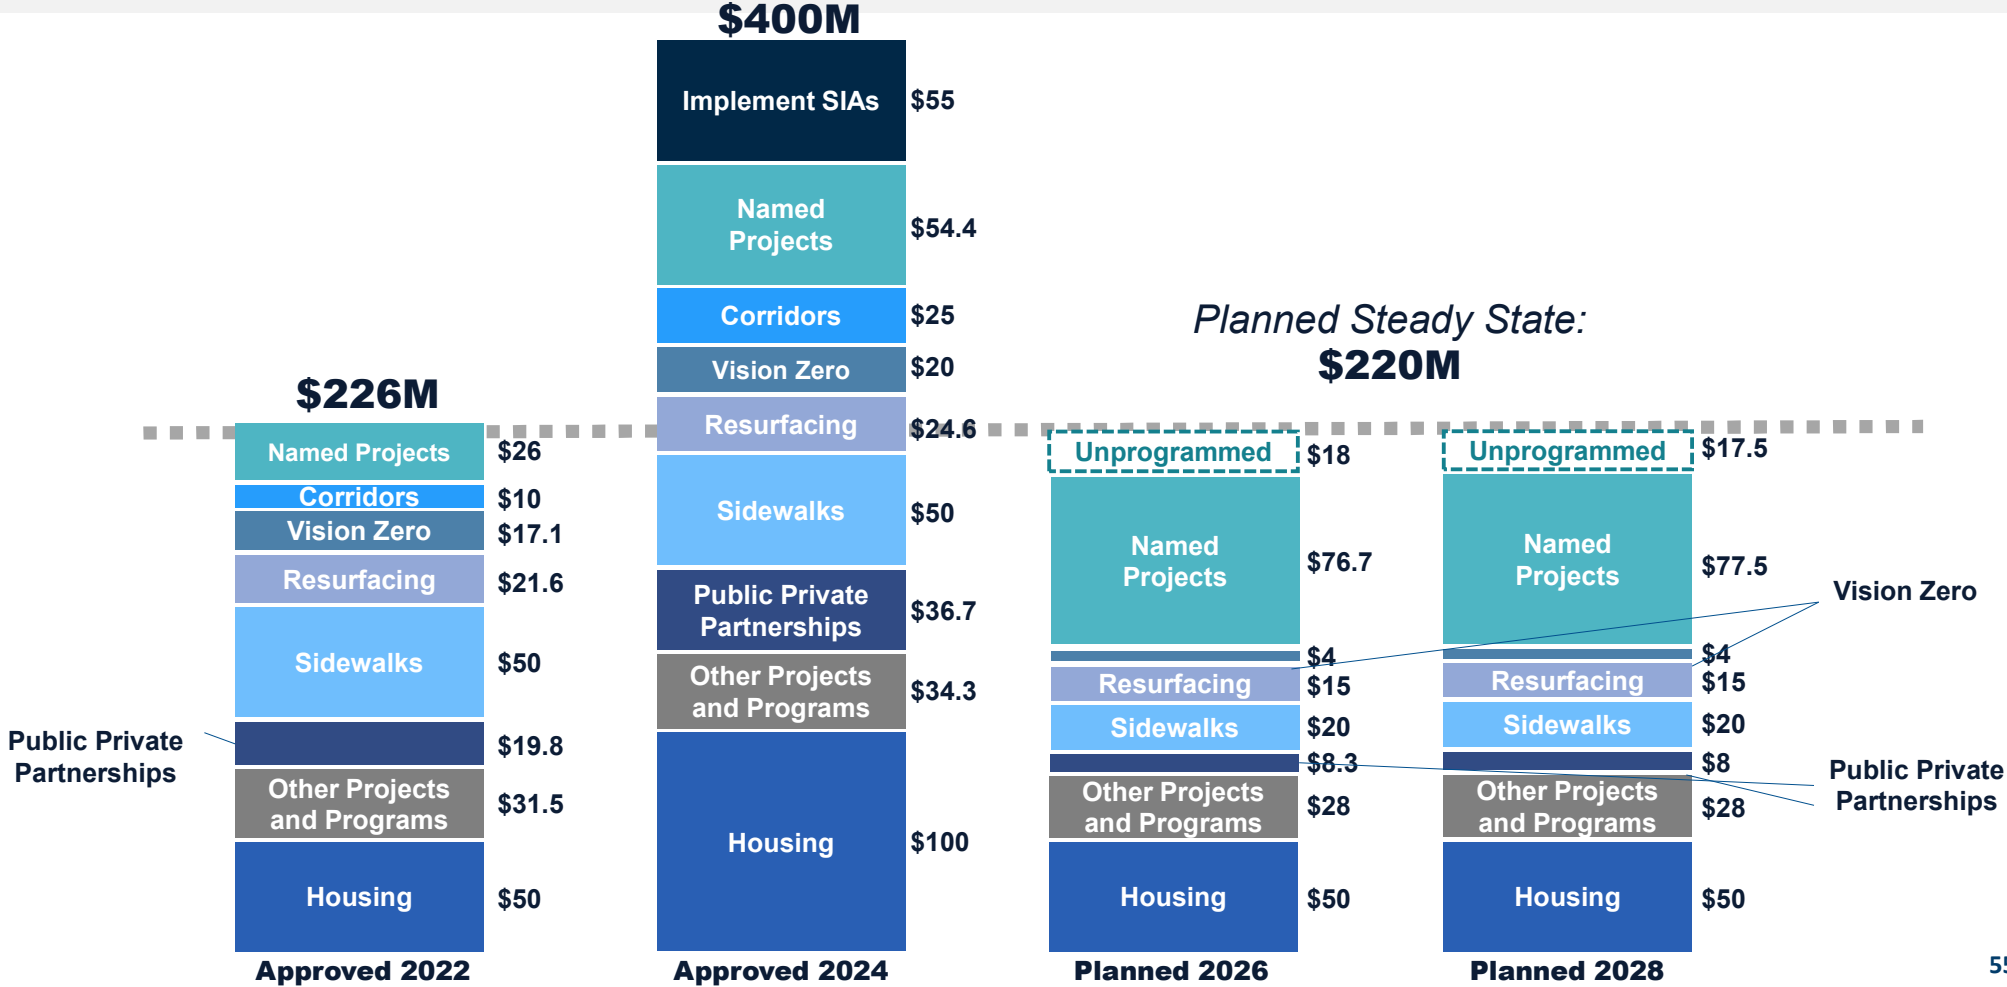 $226M
Named Projects $26
Corridors $10
Vision Zero $17.1
Resurfacing $21.6
Sidewalks $50
Public Private
Partnerships
$19.8
Other Projects
and Programs
$31.5
Housing $50
Approved 2022
$400M
Implement SIAs $55
Named
Projects
$54.4
Corridors $25
Vision Zero $20
Resurfacing $24.6
Sidewalks $50
Public Private
Partnerships
$36.7
Other Projects
and Programs
$34.3
Housing $100
Approved 2024
Planned Steady State:
$220M
Unprogrammed $18
Named
Projects
$76.7
$4
Resurfacing $15
Sidewalks $20
$8.3
Other Projects
and Programs
$28
Housing $50
Planned 2026
Unprogrammed $17.5
Named
Projects
$77.5
$4
Resurfacing $15
Sidewalks $20
$8
Other Projects
and Programs
$28
Housing $50
Planned 2028
Vision Zero
Public Private
Partnerships
55